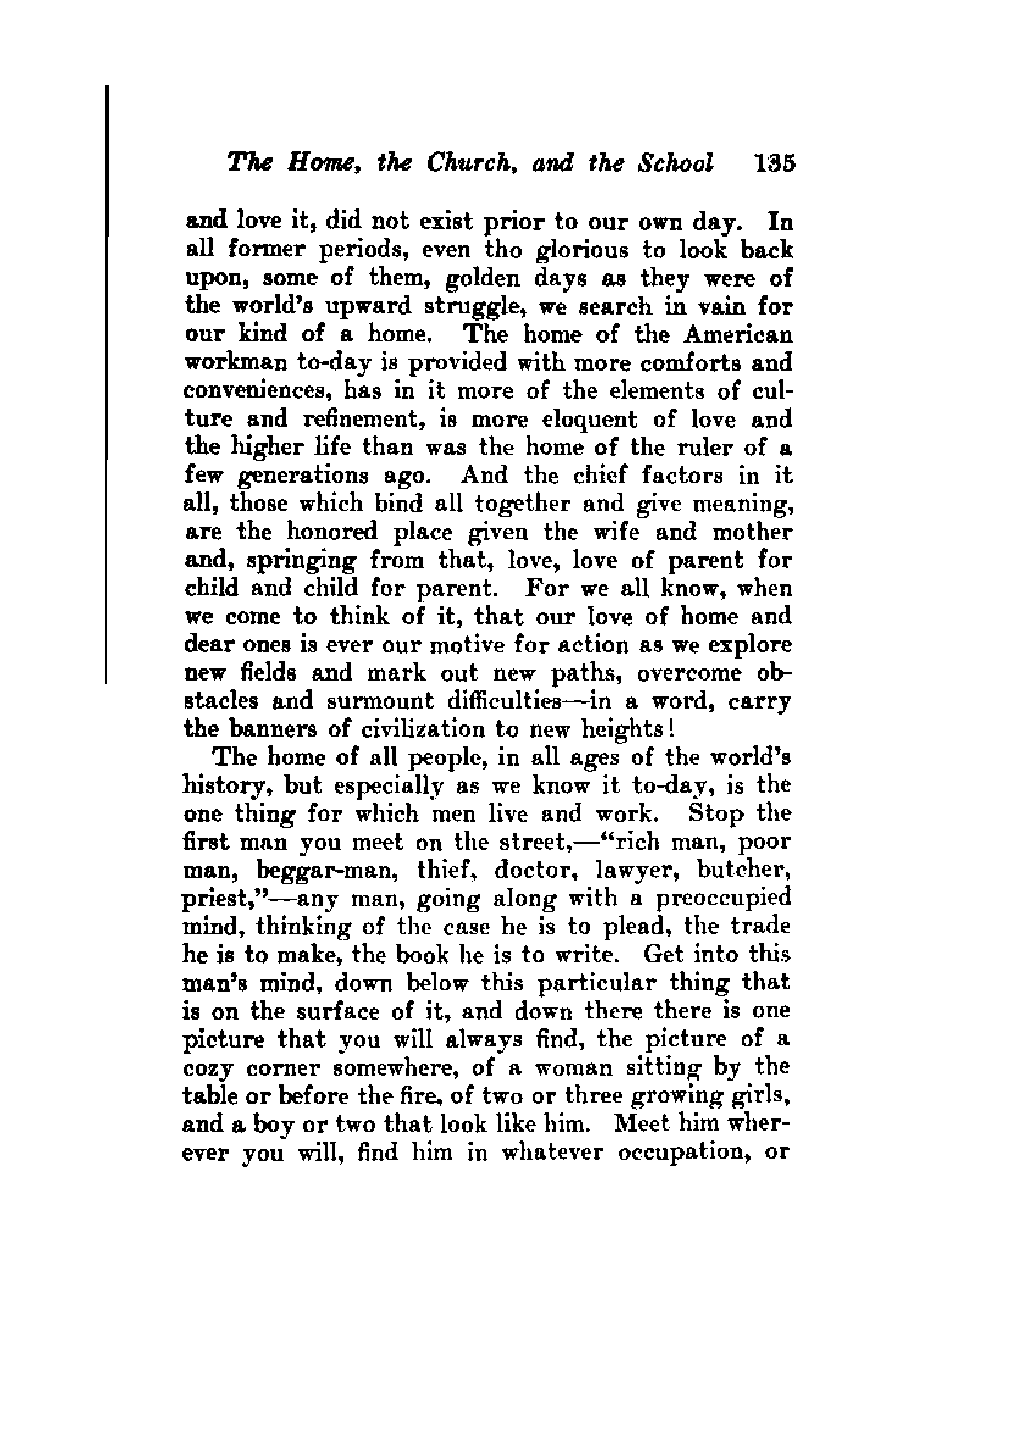 The Home, the Church, and the School 135
and love it, did not exist prior to our own day. In
all former periods, even tho glorious to look back
upon, some of them, golden days as they were of
the world's upward struggle, we search in vain for
our kind of a home. The home of the American
workman to-day is provided with more comforts and
conveniences, has in it more of the elements of cul-
ture and refinement, is more eloquent of love and
the higher life than was the home of the ruler of a
few generations ago. And the chief factors in it
all, those which bind all together and give meaning,
are the honored place given the wife and mother
and, springing from that, love, love of parent for
child and child for parent. For we all know, when
we come to think of it, that our love of home and
dear ones is ever our motive for action as we explore
new fields and mark out new paths, overcome ob-
stacles and surmount difficulties—in a word, carry
the banners of civilization to new heights!
The home of all people, in all ages of the world's
history, but especially as we know it to-day, is the
one thing for which men live and work. Stop the
first man you meet on the street,—“rich man, poor
man, beggar-man, thief, doctor, lawyer, butcher,
priest,”—any man, going along with a preoccupied
mind, thinking of the case he is to plead, the trade
he is to make, the book he is to write. Get into this
man's mind, down below this particular thing that
is on the surface of it, and down there there is one
picture that you will always find, the picture of a
cozy corner somewhere, of a woman sitting by the
table or before the fire, of two or three growing girls,
and a boy or two that look like him. Meet him wher-
ever you will, find him in whatever occupation, or